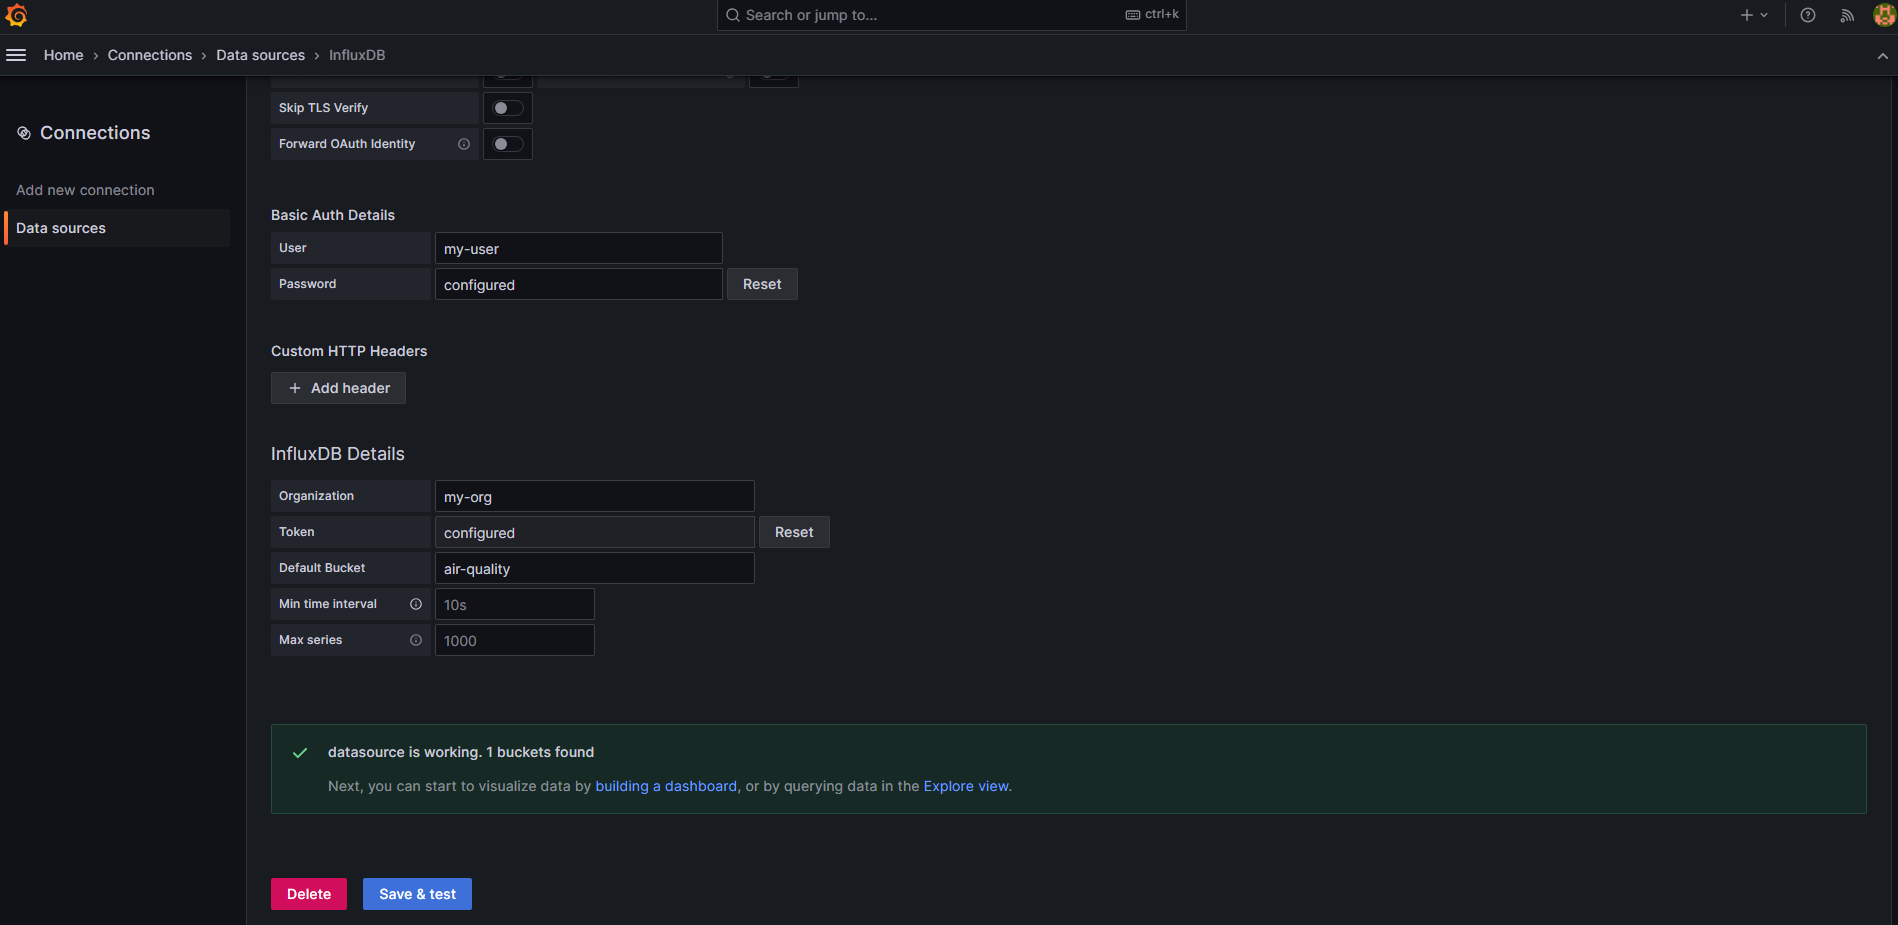 Search or jump to...
ctrl+k
Home › Connections › Data sources › InfluxDB
Connections
Add new connection
Data sources
Skip TLS Verify
Forward OAuth Identity
Basic Auth Details
User
my-user
Password
configured
Reset
Custom HTTP Headers
+ Add header
InfluxDB Details
Organization
my-org
Token
configured
Reset
Default Bucket
air-quality
Min time interval
10s
Max series
1000
datasource is working. 1 buckets found
Next, you can start to visualize data by building a dashboard, or by querying data in the Explore view.
Delete
Save & test